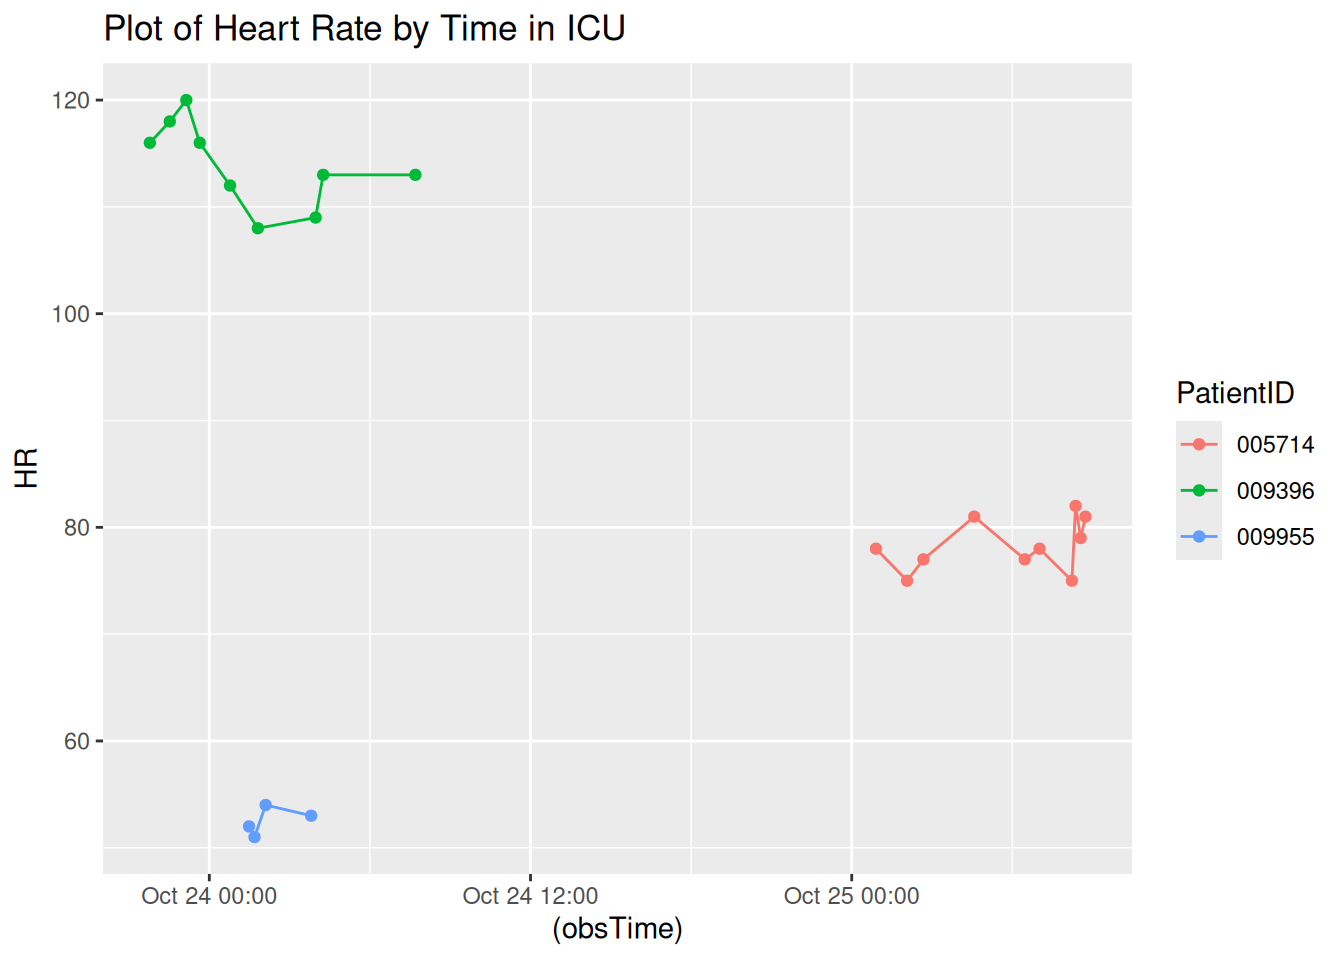 Plot of Heart Rate by Time in ICU
120
100
80
60
HR
Oct 24 00:00
Oct 24 12:00
Oct 25 00:00
(obsTime)
PatientID
005714
009396
009955